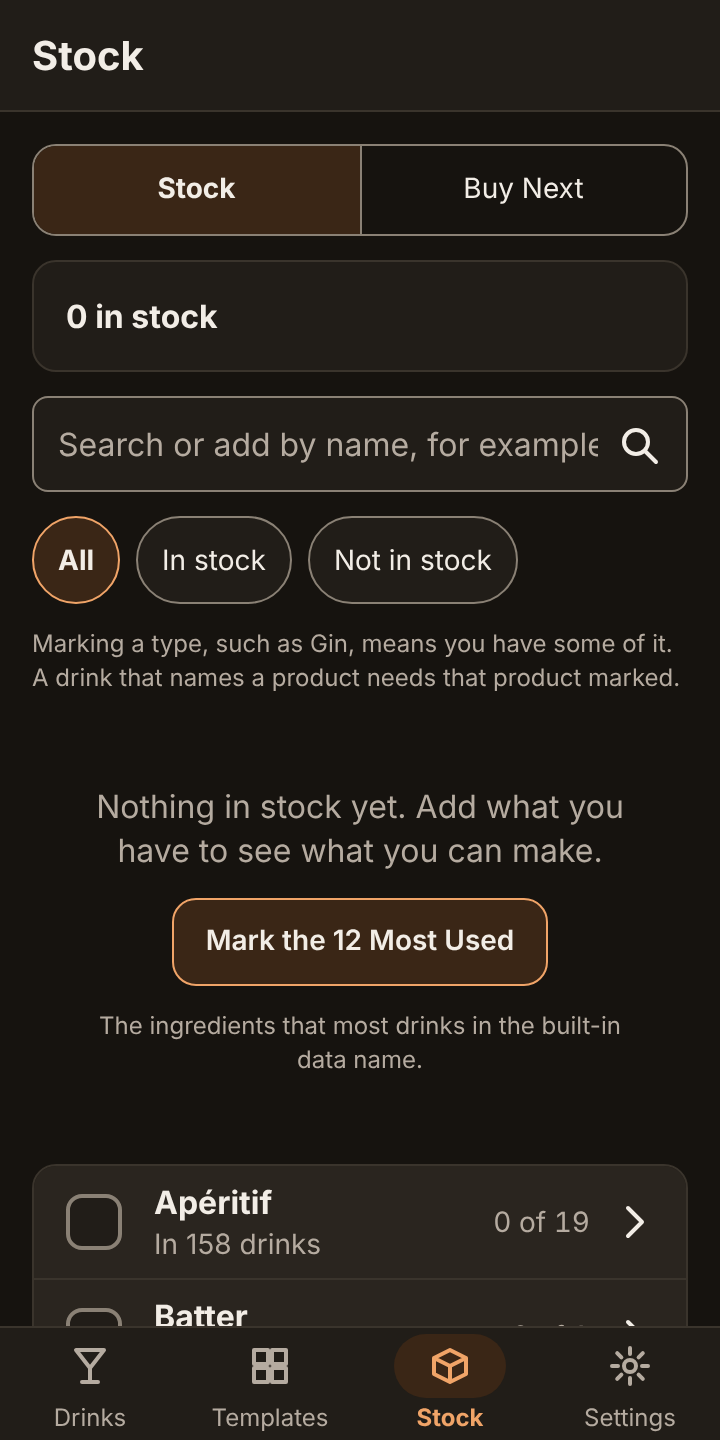 Stock
Stock
Buy Next
0 in stock
Search or add by name, for example
All
In stock
Not in stock
Marking a type, such as Gin, means you have some of it.
A drink that names a product needs that product marked.
Nothing in stock yet. Add what you
have to see what you can make.
Mark the 12 Most Used
The ingredients that most drinks in the built-in
data name.
Apéritif
0 of 19
In 158 drinks
Batter
Drinks
Templates
Stock
Settings